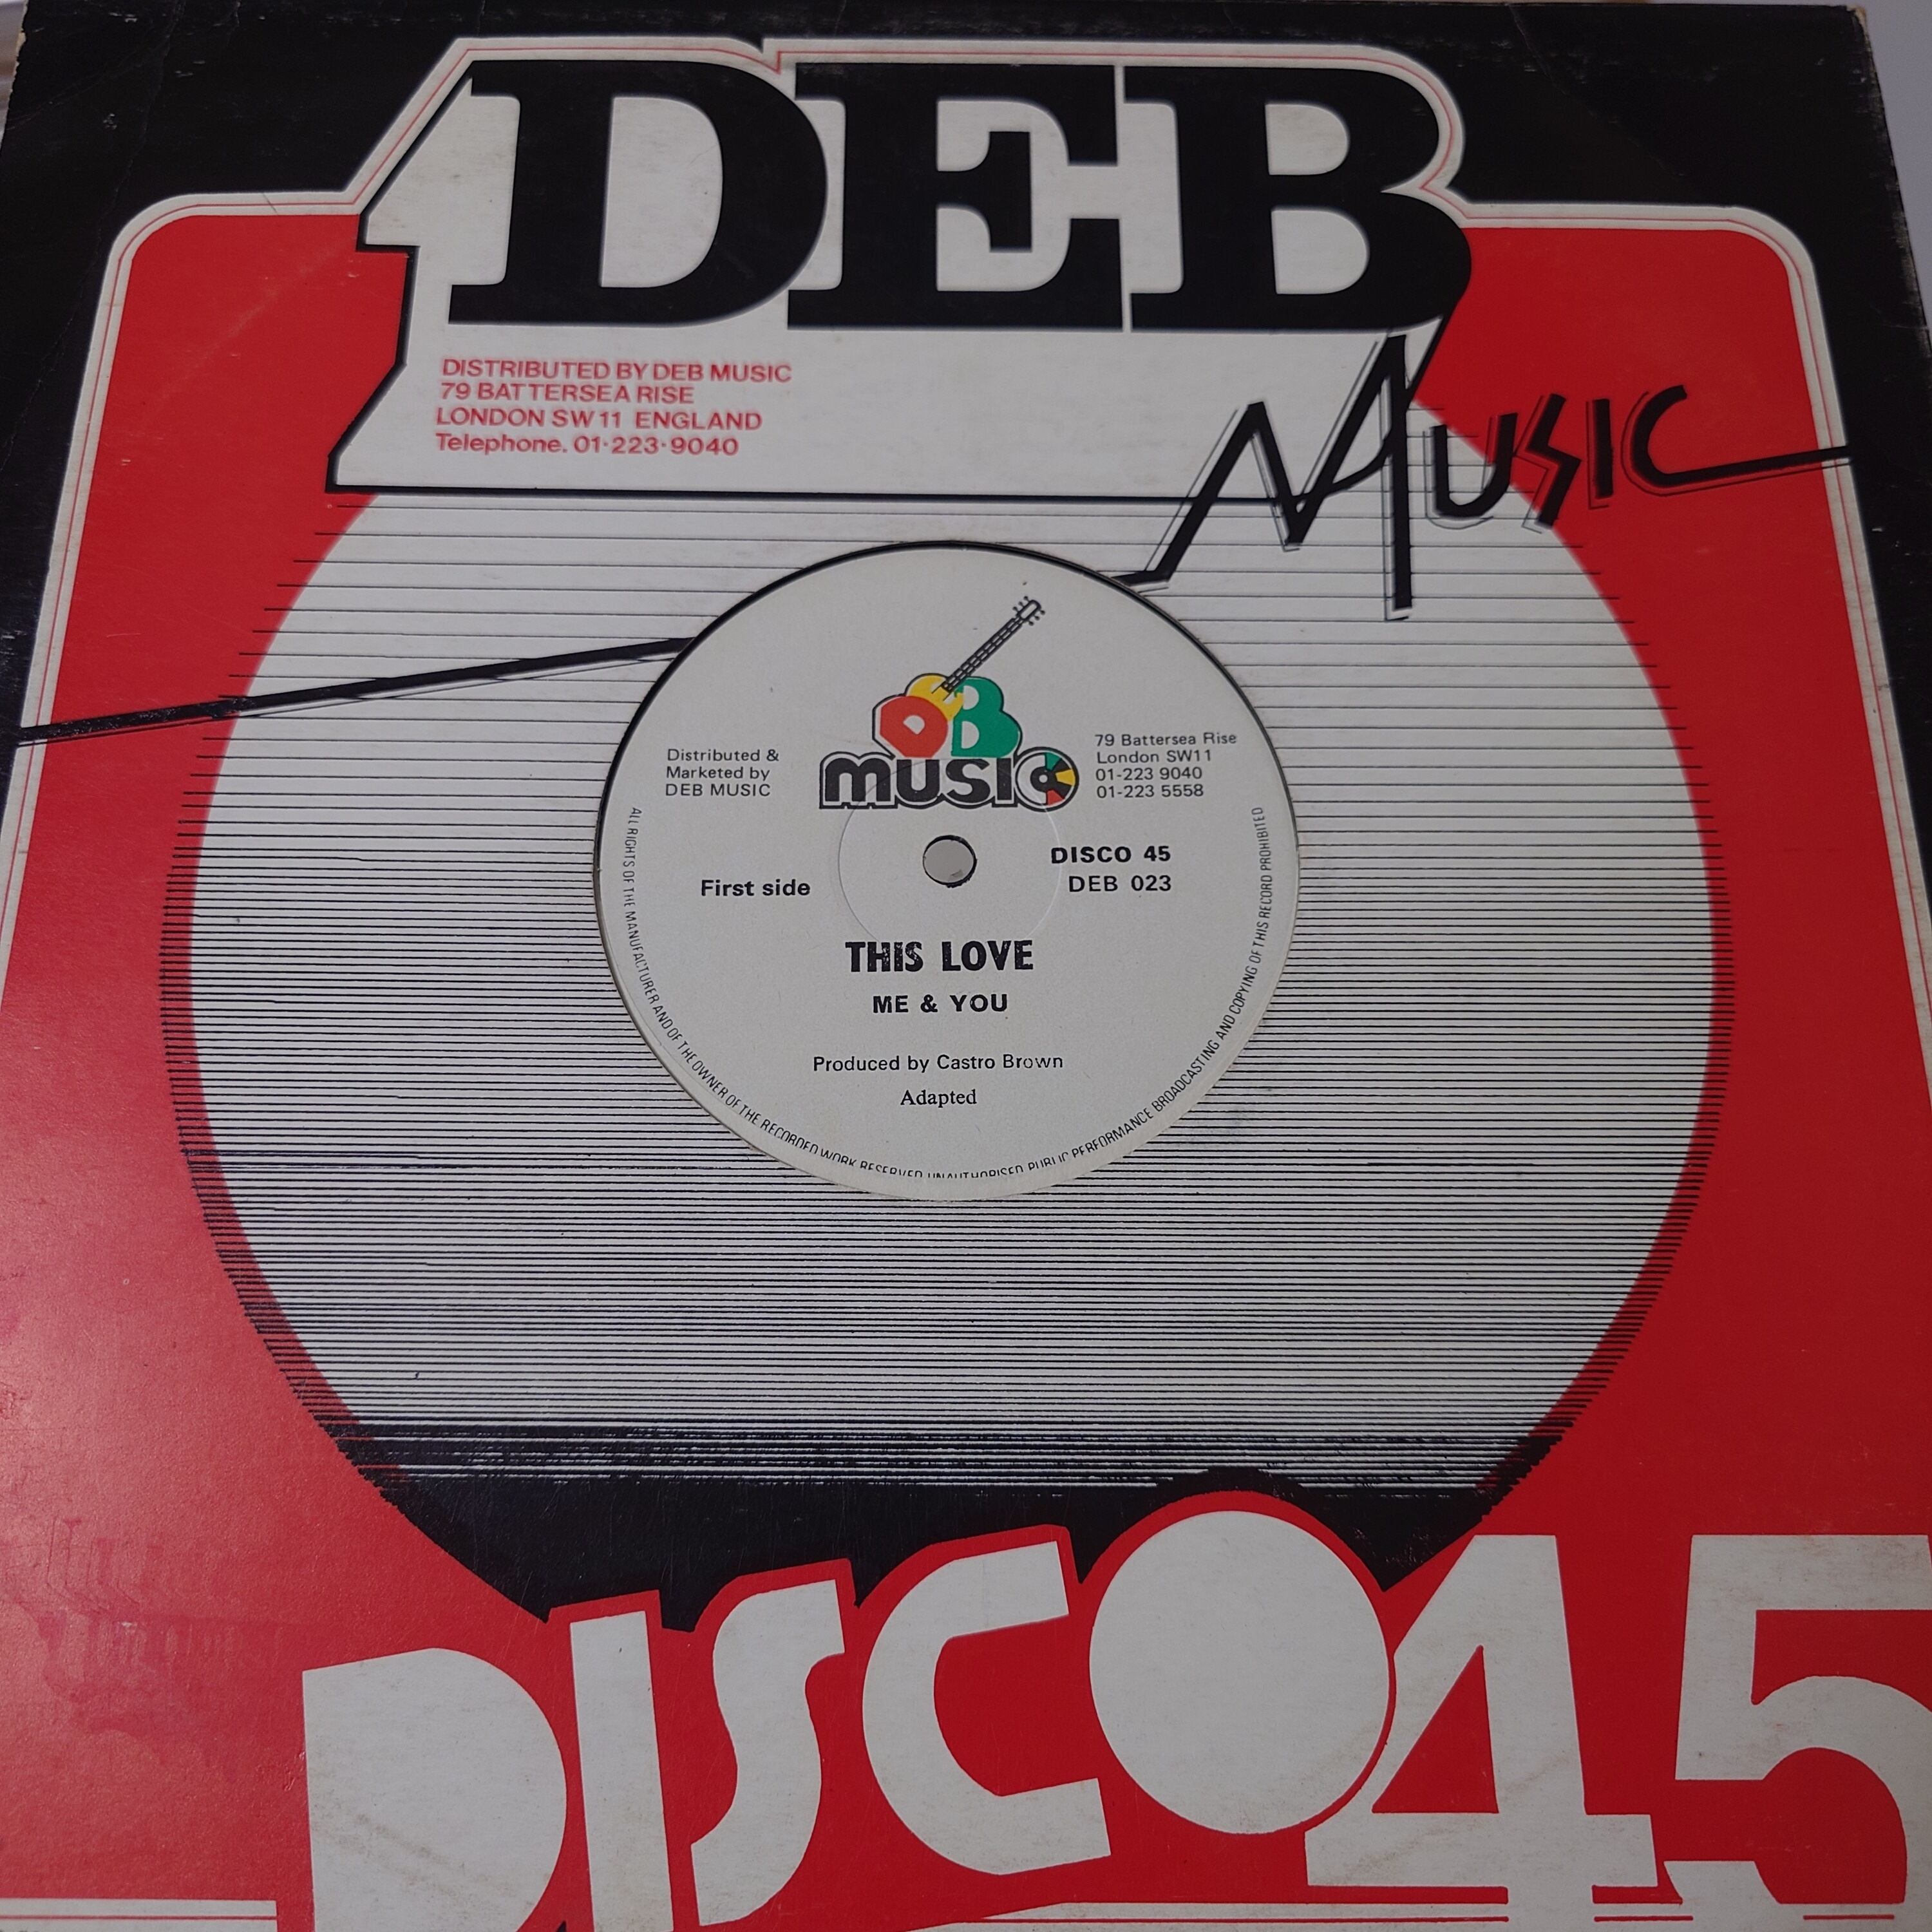 DEB
MUSIC
DISTRIBUTED BY DEB MUSIC
79 BATTERSEA RISE
LONDON SW11 ENGLAND
Telephone. 01·223·9040
DEB
MUSIC
Distributed &
Marketed by
DEB MUSIC
79 Battersea Rise
London SW11
01-223 9040
01-223 5558
First side
DISCO 45
DEB 023
THIS LOVE
ME & YOU
Produced by Castro Brown
Adapted
ALL RIGHTS OF THE MANUFACTURER AND OF THE OWNER OF THE RECORDED WORK RESERVED UNAUTHORISED PUBLIC PERFORMANCE BROADCASTING AND COPYING OF THIS RECORD PROHIBITED
DISCO 45